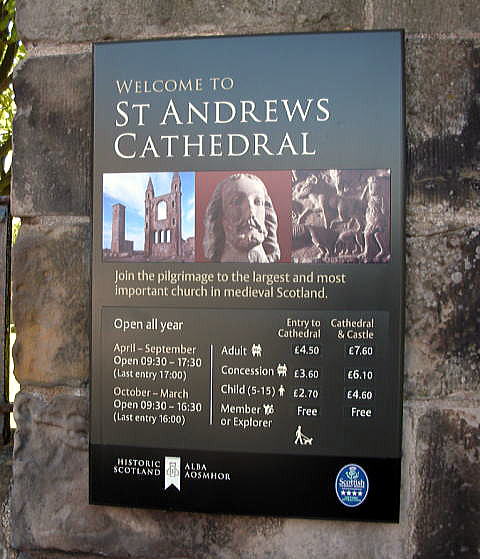 WELCOME TO
ST ANDREWS
CATHEDRAL
Join the pilgrimage to the largest and most
important church in medieval Scotland.
Open all year
April – September
Open 09:30 – 17:30
(Last entry 17:00)
October – March
Open 09:30 – 16:30
(Last entry 16:00)
Entry to Cathedral
Cathedral & Castle
Adult £4.50 £7.60
Concession £3.60 £6.10
Child (5-15) £2.70 £4.60
Member or Explorer Free Free
HISTORIC SCOTLAND
ALBA AOSMHOR
Scottish